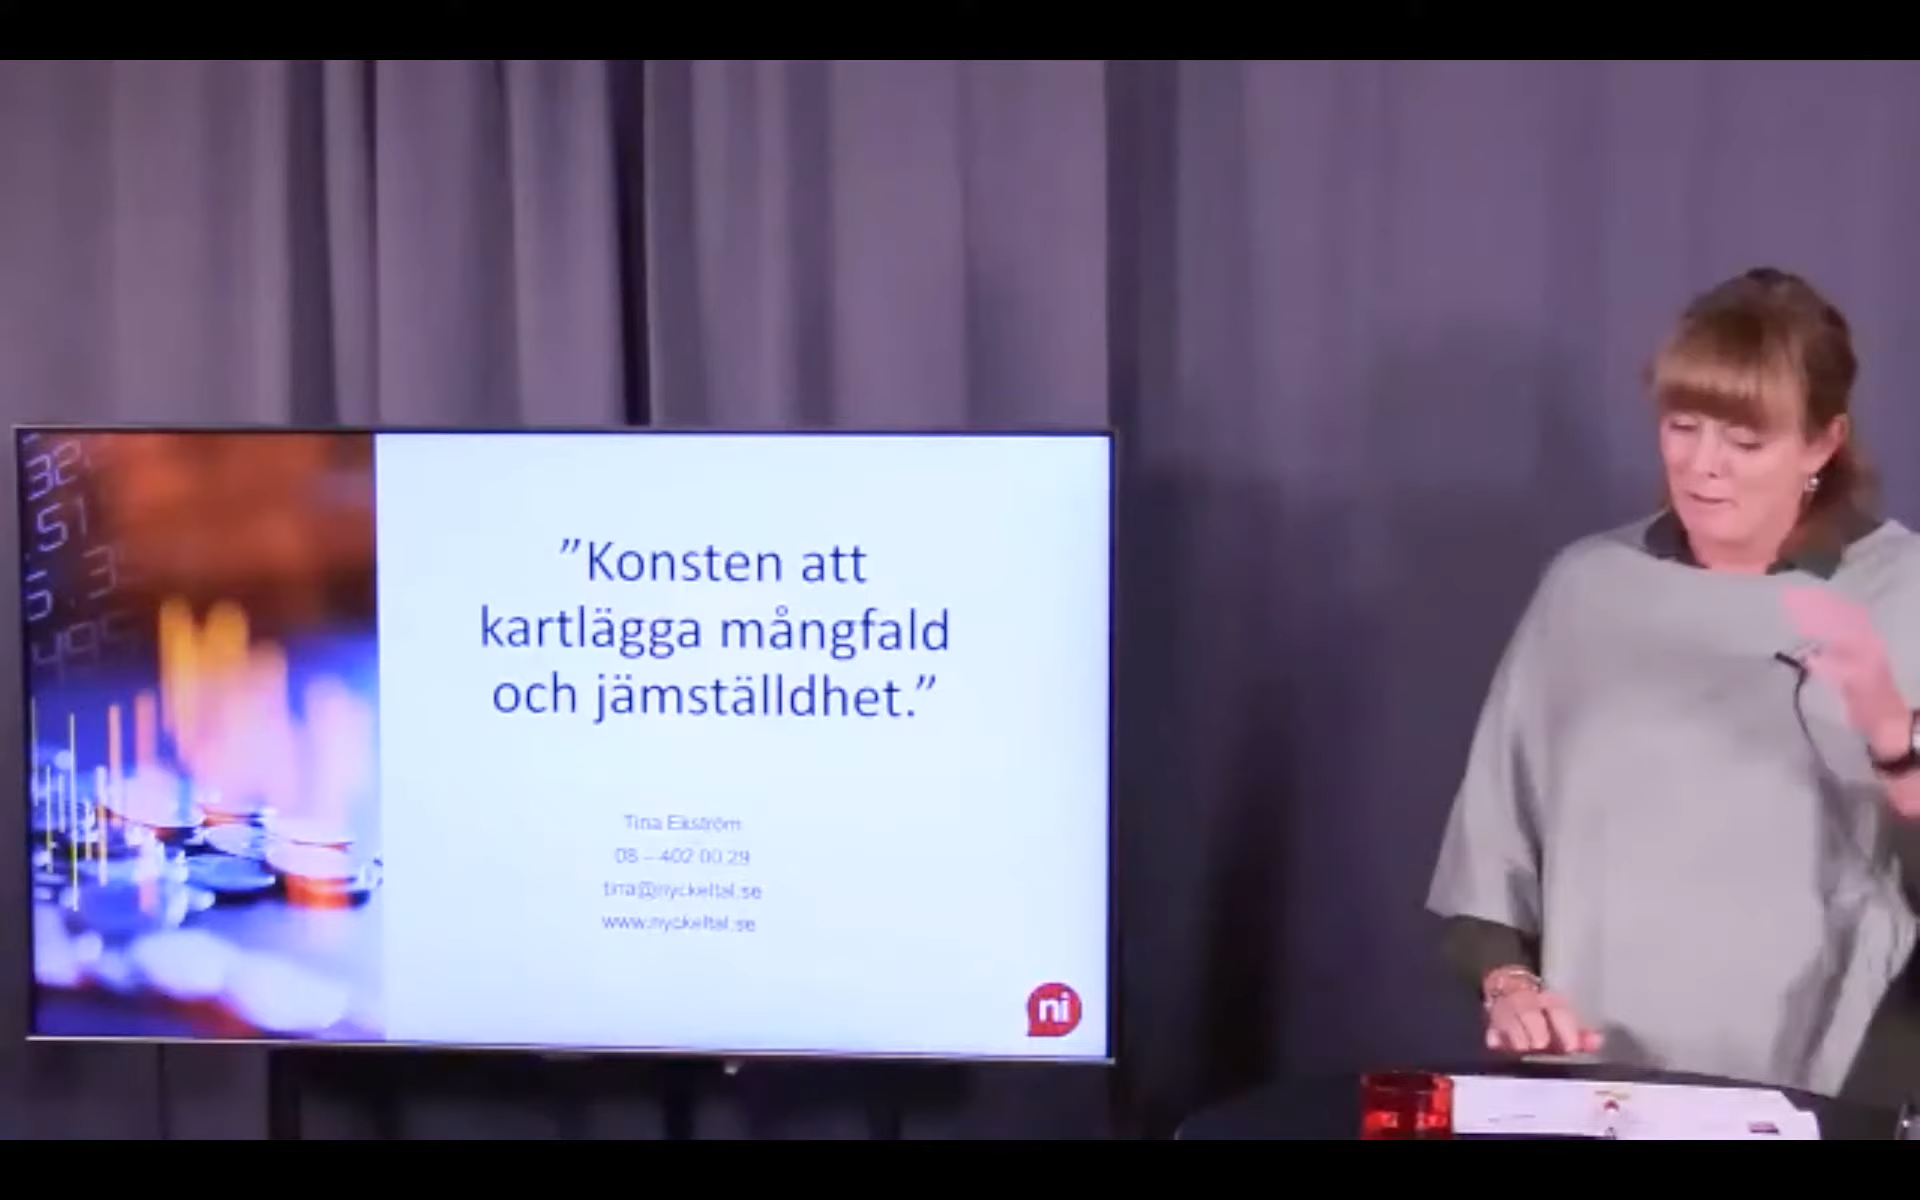 ”Konsten att
kartlägga mångfald
och jämställdhet.”
Tina Ekström
08 – 402 00 29
tina@nyckeltal.se
www.nyckeltal.se
ni